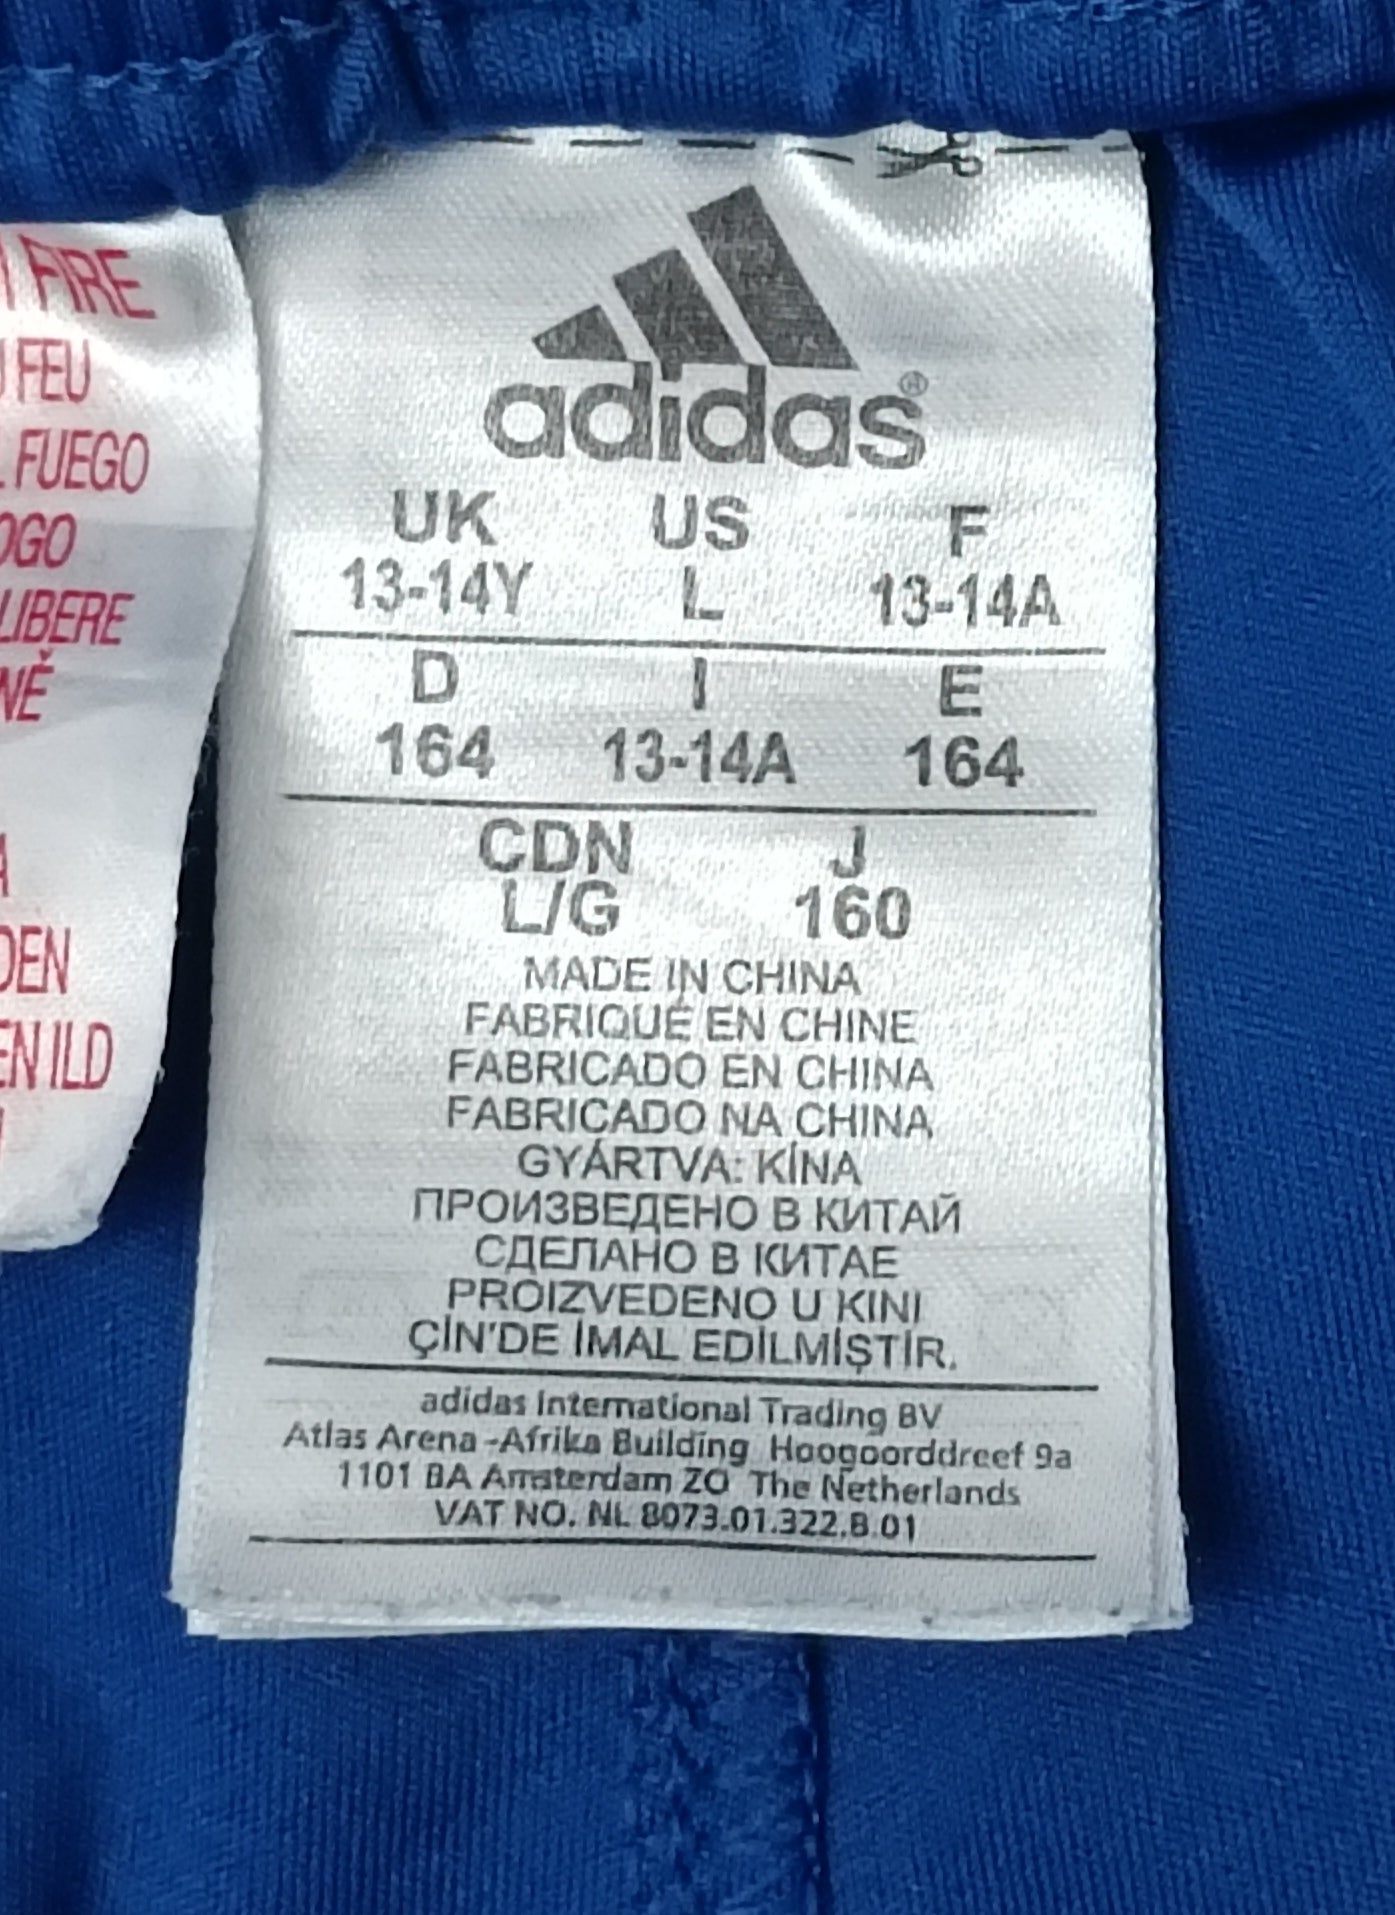 FIRE
FEU
FUEGO
LIBERE
EN ILD
adidas®
UK US F
13-14Y L 13-14A
D I E
164 13-14A 164
CDN J
L/G 160
MADE IN CHINA
FABRIQUÉ EN CHINE
FABRICADO EN CHINA
FABRICADO NA CHINA
GYÁRTVA: KÍNA
ПРОИЗВЕДЕНО В КИТАЙ
СДЕЛАНО В КИТАЕ
PROIZVEDENO U KINI
ÇİN'DE İMAL EDİLMİŞTİR.
adidas International Trading BV
Atlas Arena -Afrika Building Hoogoorddreef 9a
1101 BA Amsterdam ZO The Netherlands
VAT NO. NL 8073.01.322.B.01